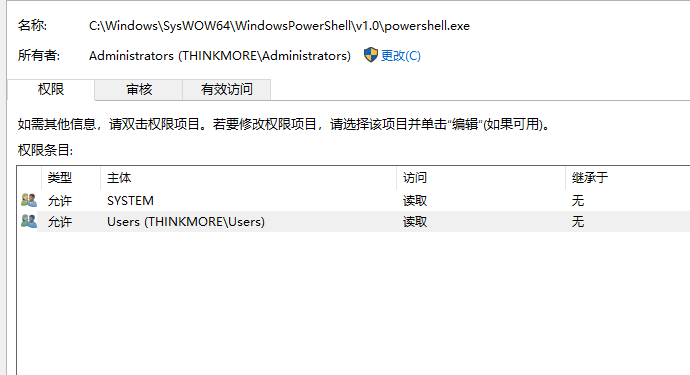 名称: C:\Windows\SysWOW64\WindowsPowerShell\v1.0\powershell.exe
所有者: Administrators (THINKMORE\Administrators) 更改(C)
权限 审核 有效访问
如需其他信息，请双击权限项目。若要修改权限项目，请选择该项目并单击"编辑"(如果可用)。
权限条目:
类型 主体 访问 继承于
允许 SYSTEM 读取 无
允许 Users (THINKMORE\Users) 读取 无